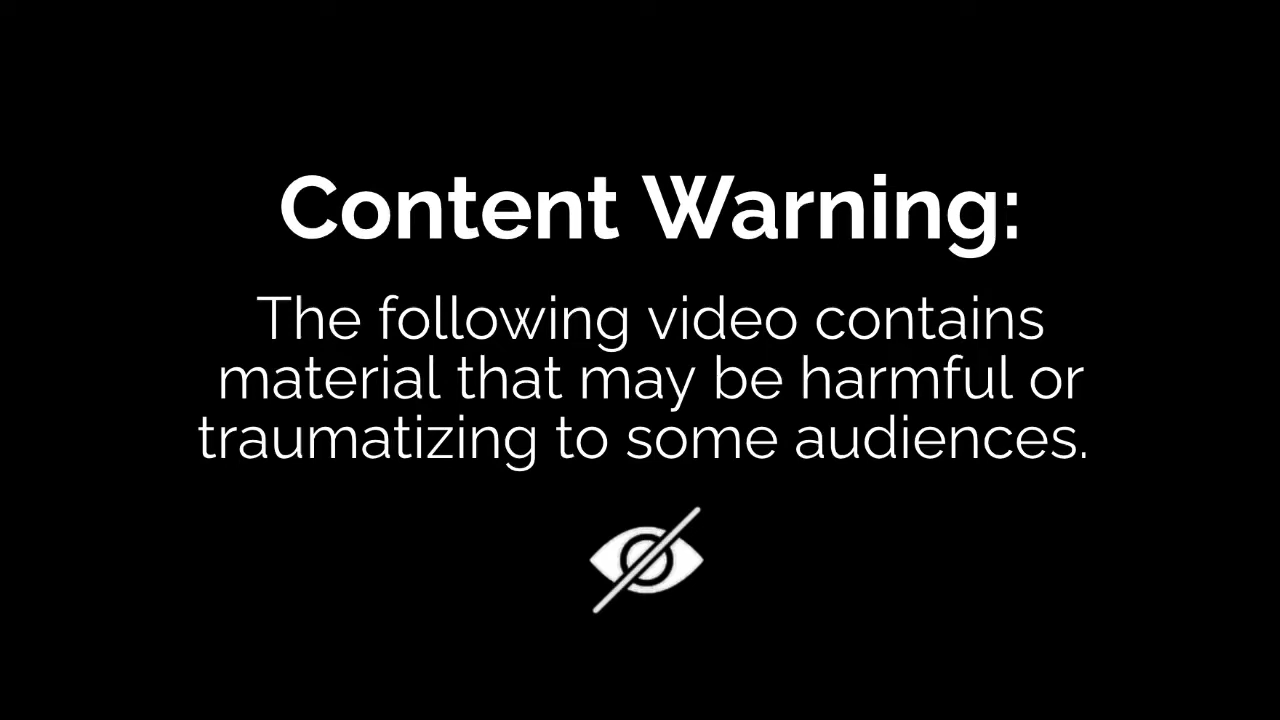 Content Warning:
The following video contains
material that may be harmful or
traumatizing to some audiences.